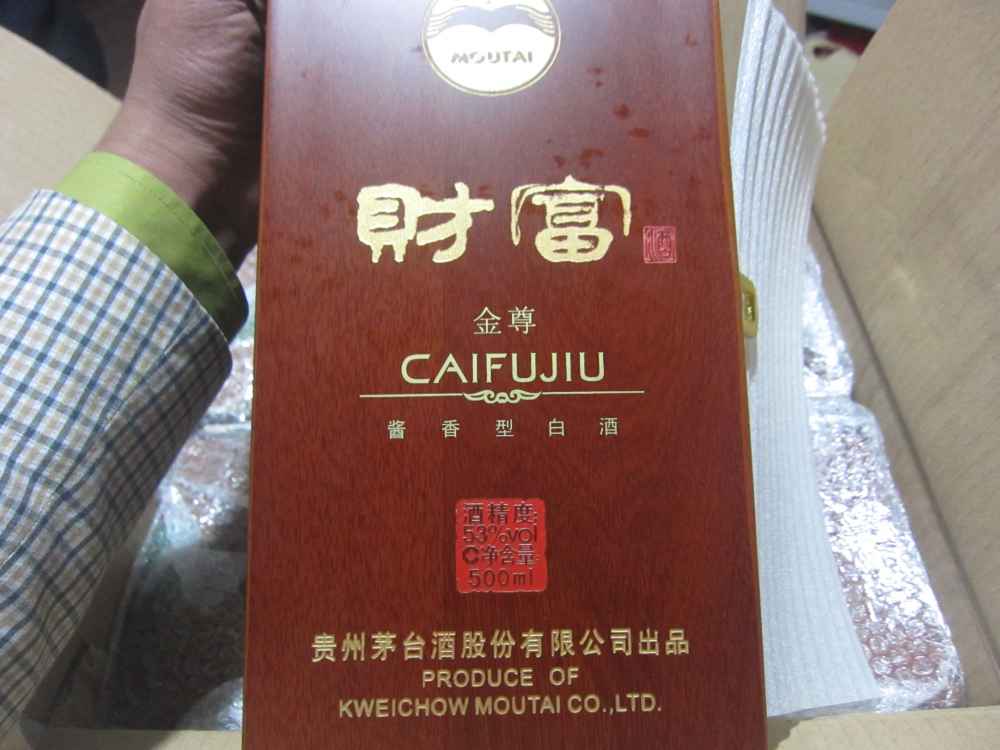 MOUTAI
財富
金尊
CAIFUJIU
酱香型白酒
酒精度:
53%vol
C净含量:
500ml
贵州茅台酒股份有限公司出品
PRODUCE OF
KWEICHOW MOUTAI CO.,LTD.